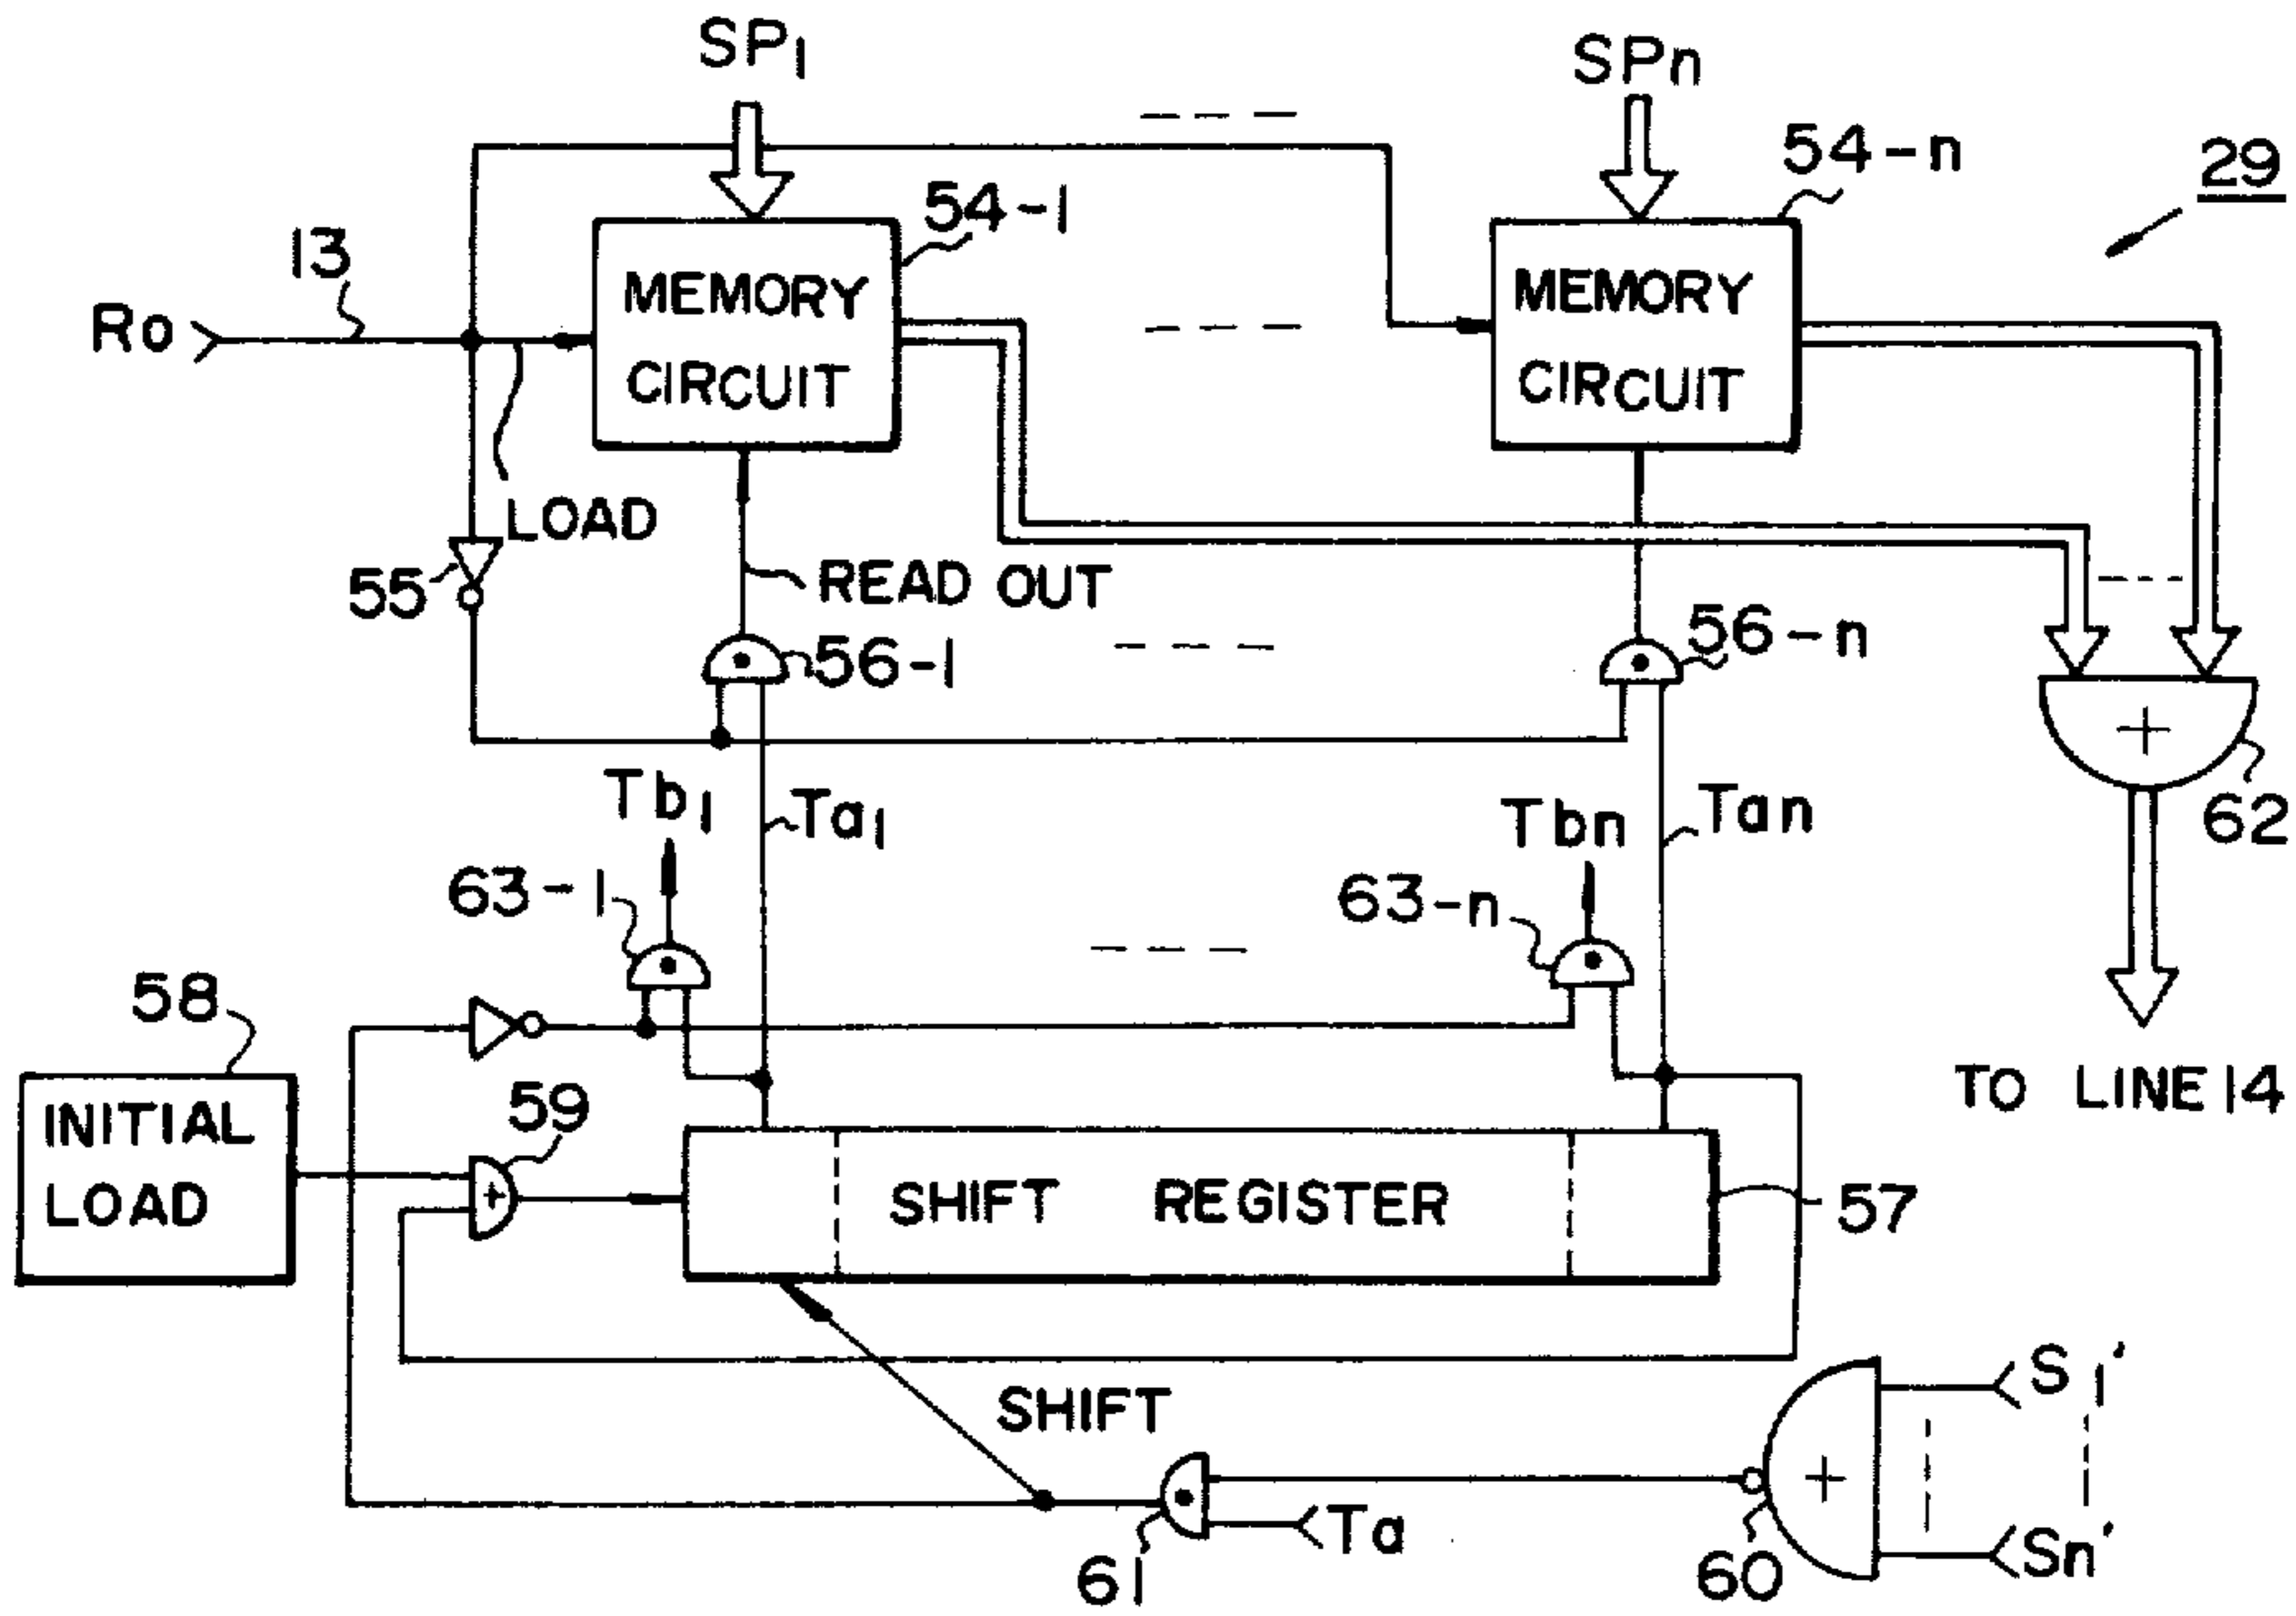 SP1
SPn
54-1
54-n
29
13
Ro
MEMORY
CIRCUIT
MEMORY
CIRCUIT
LOAD
55
READ OUT
56-1
56-n
Tb1
Ta1
Tbn
Tan
62
63-1
63-n
58
INITIAL
LOAD
59
TO LINE 14
SHIFT REGISTER
57
SHIFT
S1'
Ta
61
60
Sn'